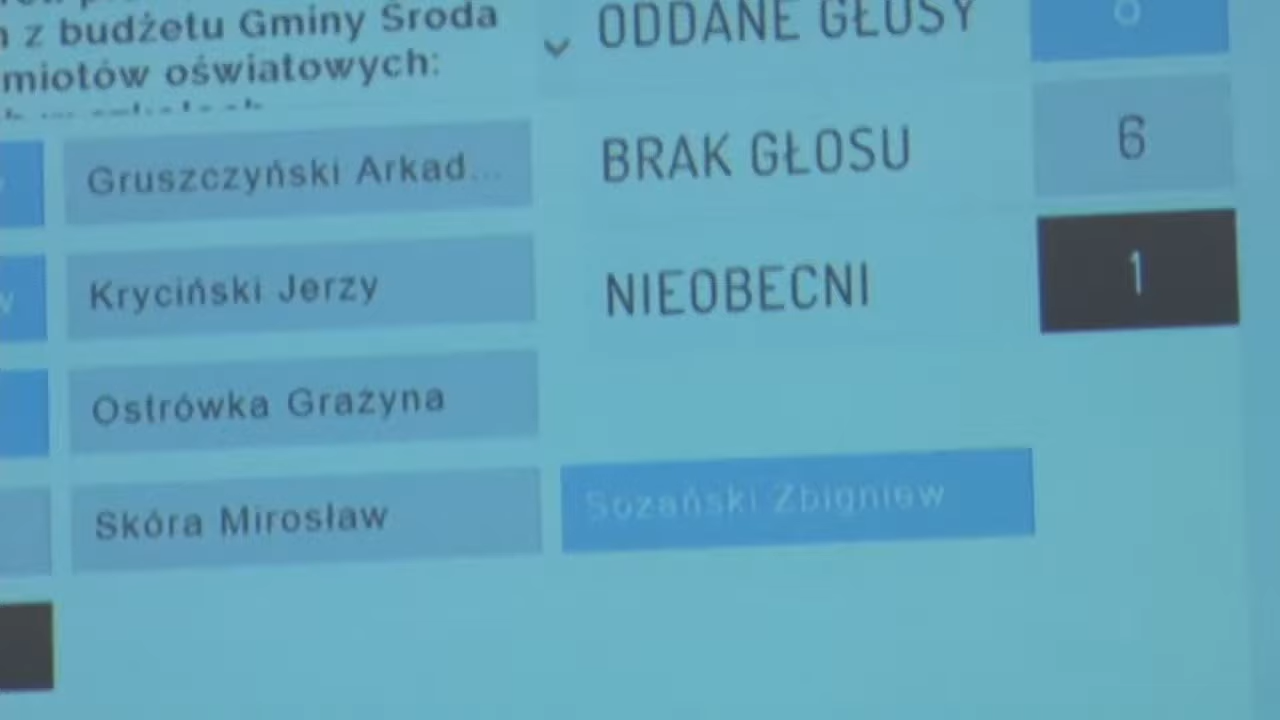 z budżetu Gminy Środa
miotów oświatowych:
ODDANE GŁOSY
BRAK GŁOSU 6
NIEOBECNI 1
Gruszczyński Arkad...
Kryciński Jerzy
Ostrówka Grażyna
Skóra Mirosław
Sozański Zbigniew